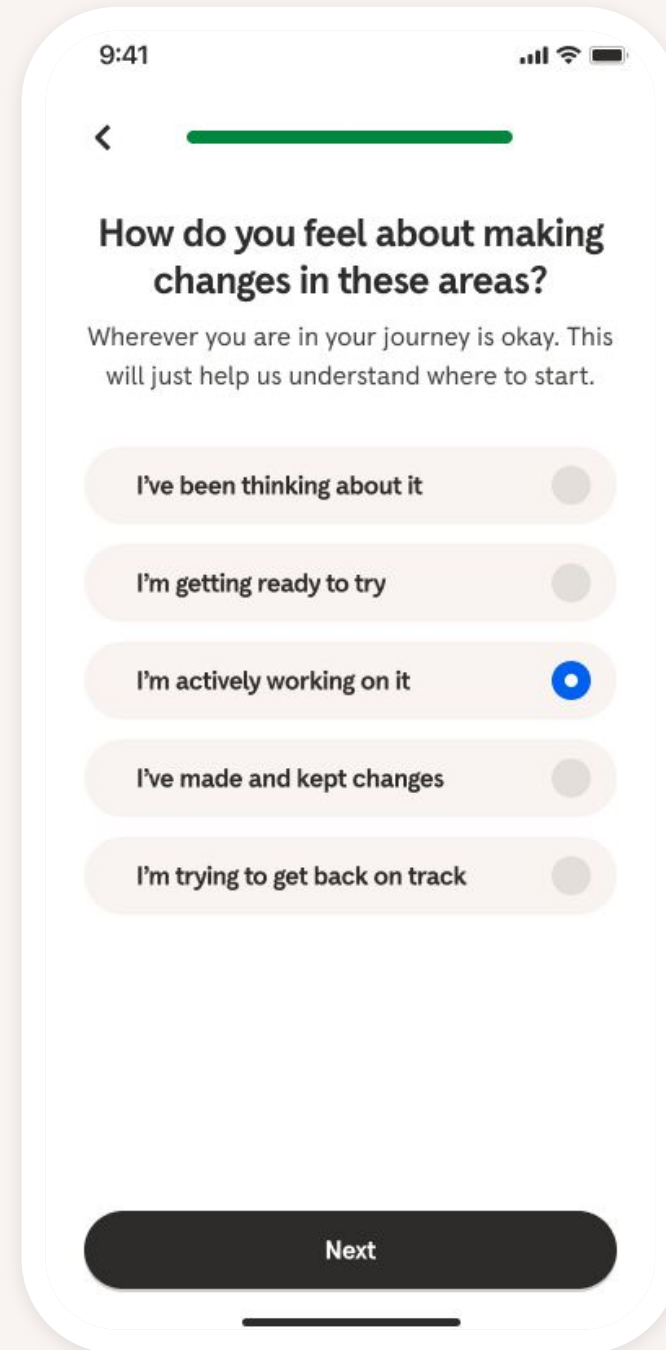 9:41
How do you feel about making
changes in these areas?
Wherever you are in your journey is okay. This
will just help us understand where to start.
I’ve been thinking about it
I’m getting ready to try
I’m actively working on it
I’ve made and kept changes
I’m trying to get back on track
Next